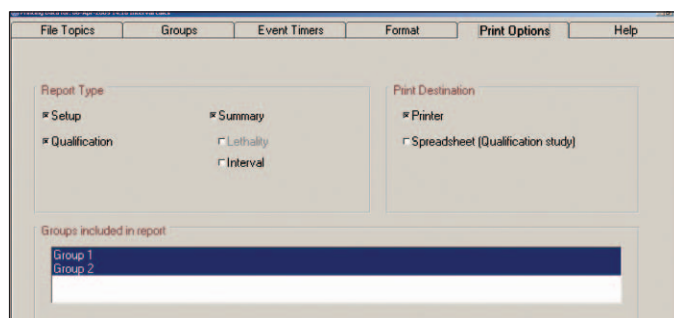 File Topics
Groups
Event Timers
Format
Print Options
Help
Report Type
Setup
Summary
Qualification
Lethality
Interval
Print Destination
Printer
Spreadsheet (Qualification study)
Groups included in report
Group 1
Group 2